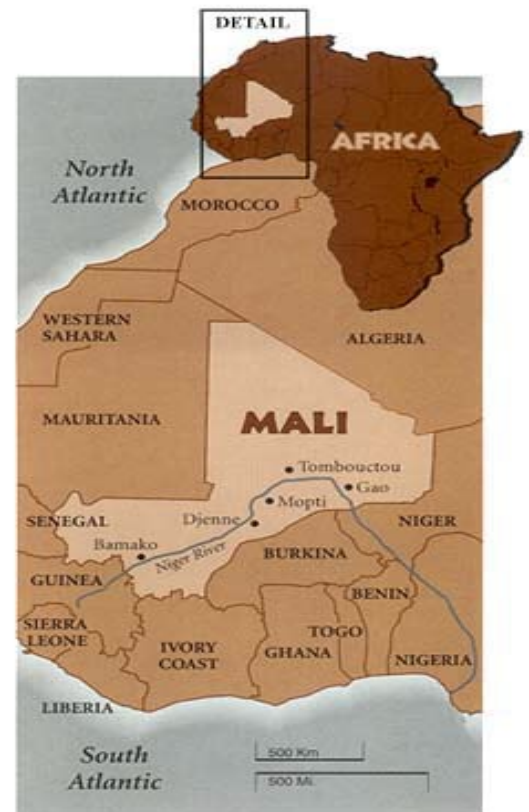 DETAIL
AFRICA
North
Atlantic
MOROCCO
WESTERN
SAHARA
ALGERIA
MAURITANIA
MALI
Tombouctou
Gao
Mopti
Djenne
SENEGAL
NIGER
Bamako
Niger River
BURKINA
GUINEA
BENIN
SIERRA
LEONE
IVORY
COAST
GHANA
TOGO
NIGERIA
LIBERIA
South
Atlantic
500 Km
500 Mi.